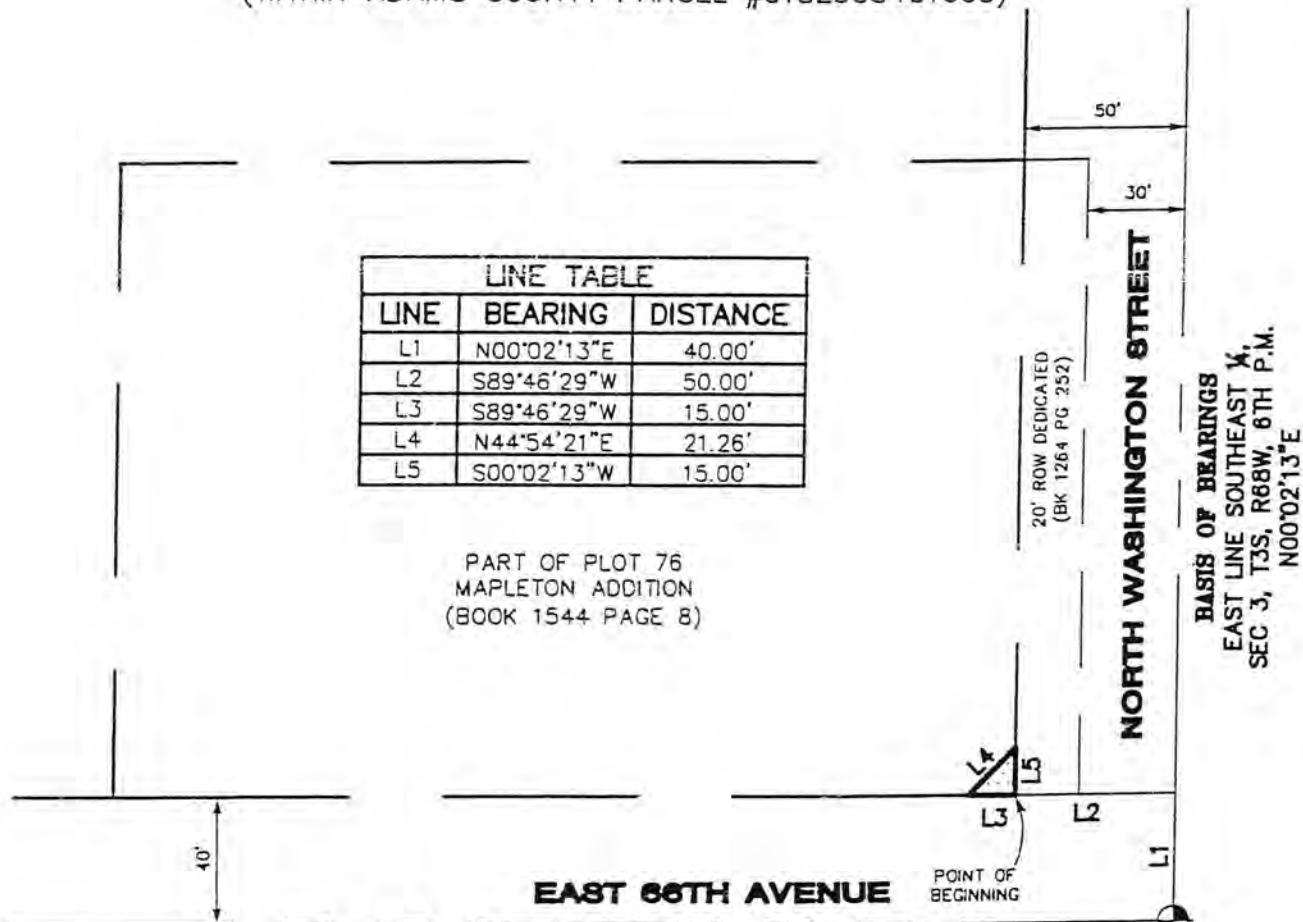 50'
30'
LINE TABLE
LINE BEARING DISTANCE
L1 N00°02'13"E 40.00'
L2 S89°46'29"W 50.00'
L3 S89°46'29"W 15.00'
L4 N44°54'21"E 21.26'
L5 S00°02'13"W 15.00'
PART OF PLOT 76
MAPLETON ADDITION
(BOOK 1544 PAGE 8)
20' ROW DEDICATED
(BK 1264 PG 252)
NORTH WASHINGTON STREET
BASIS OF BEARINGS
EAST LINE SOUTHEAST ¼,
SEC 3, T3S, R68W, 6TH P.M.
N00°02'13"E
L4
L5
L3
L2
L1
40'
POINT OF
BEGINNING
EAST 66TH AVENUE